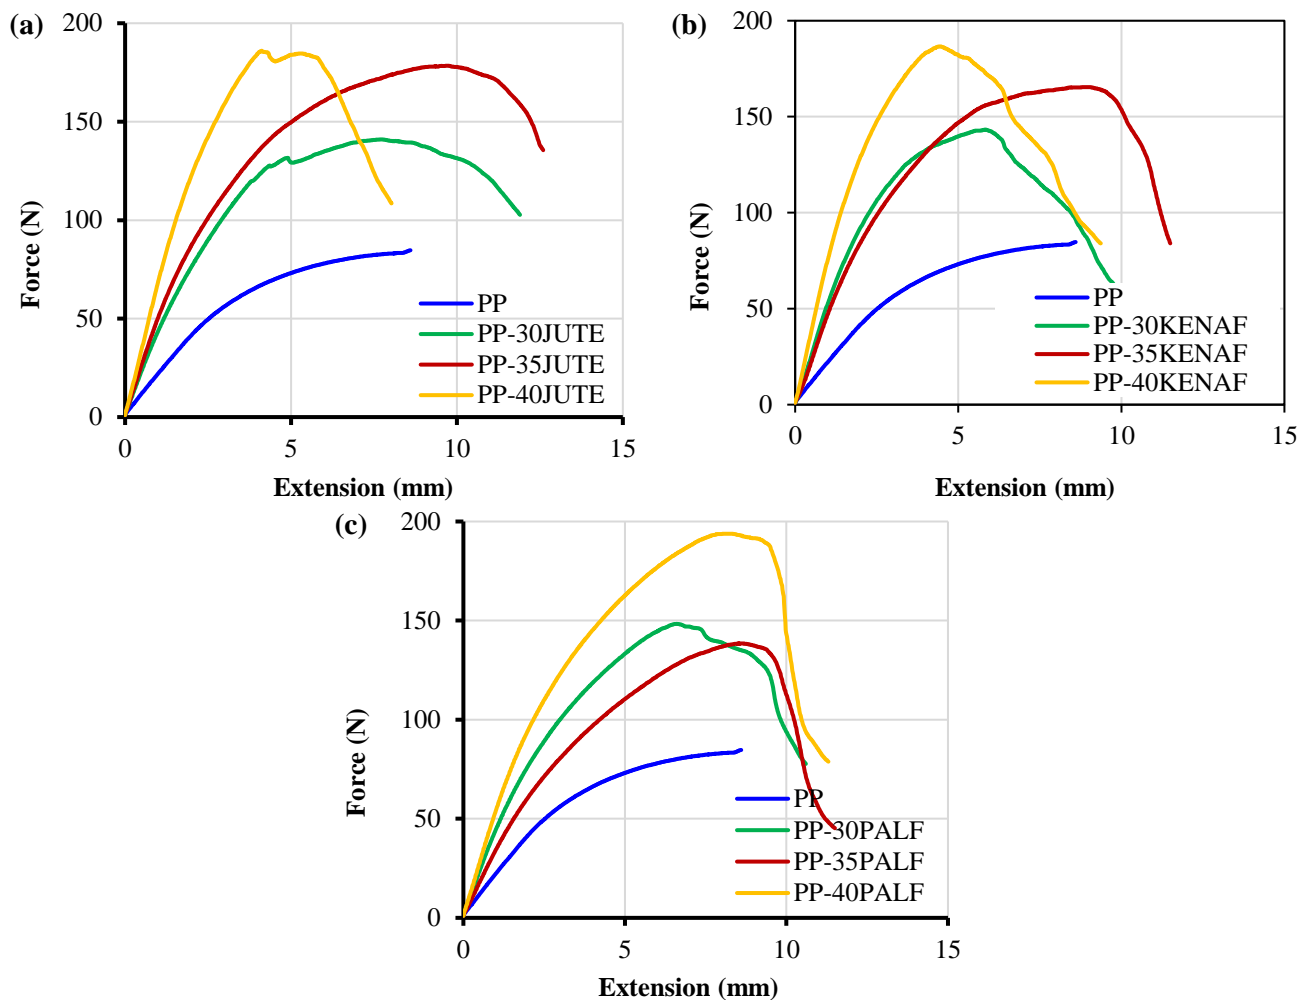 (a)
200
150
100
50
0
Force (N)
PP
PP-30JUTE
PP-35JUTE
PP-40JUTE
0 5 10 15
Extension (mm)
(b)
200
150
100
50
0
Force (N)
PP
PP-30KENAF
PP-35KENAF
PP-40KENAF
0 5 10 15
Extension (mm)
(c)
200
150
100
50
0
Force (N)
PP
PP-30PALF
PP-35PALF
PP-40PALF
0 5 10 15
Extension (mm)